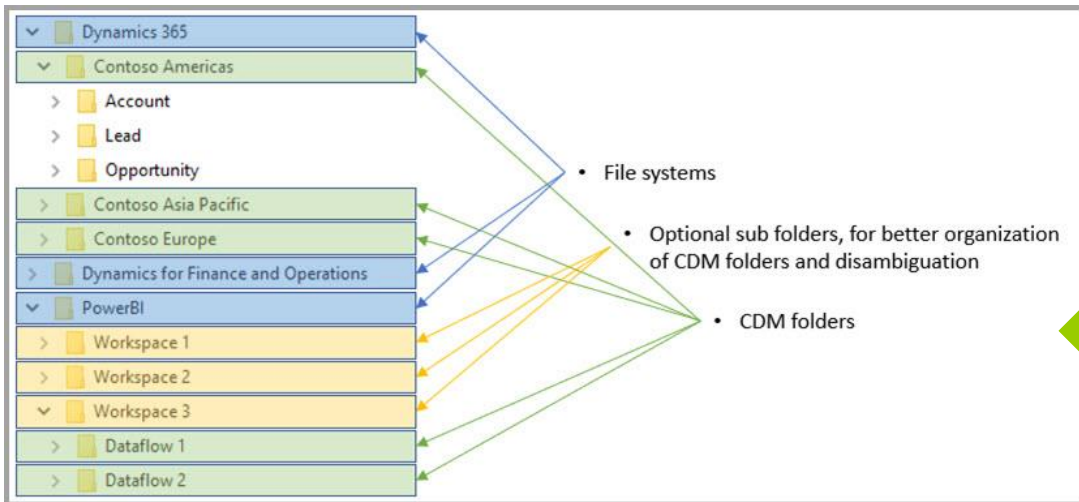 Dynamics 365
Contoso Americas
Account
Lead
Opportunity
Contoso Asia Pacific
Contoso Europe
Dynamics for Finance and Operations
PowerBI
Workspace 1
Workspace 2
Workspace 3
Dataflow 1
Dataflow 2
• File systems
• Optional sub folders, for better organization
of CDM folders and disambiguation
• CDM folders